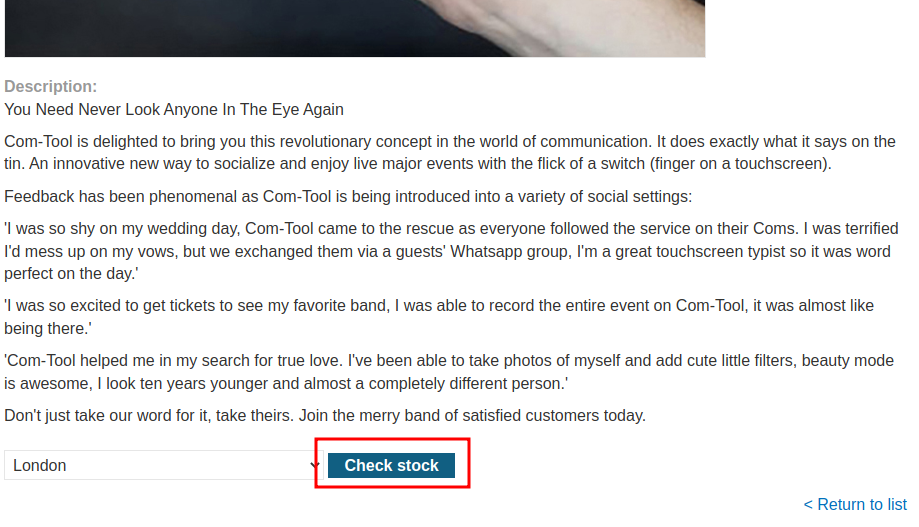 Description:
You Need Never Look Anyone In The Eye Again
Com-Tool is delighted to bring you this revolutionary concept in the world of communication. It does exactly what it says on the
tin. An innovative new way to socialize and enjoy live major events with the flick of a switch (finger on a touchscreen).
Feedback has been phenomenal as Com-Tool is being introduced into a variety of social settings:
'I was so shy on my wedding day, Com-Tool came to the rescue as everyone followed the service on their Coms. I was terrified
I'd mess up on my vows, but we exchanged them via a guests' Whatsapp group, I'm a great touchscreen typist so it was word
perfect on the day.'
'I was so excited to get tickets to see my favorite band, I was able to record the entire event on Com-Tool, it was almost like
being there.'
'Com-Tool helped me in my search for true love. I've been able to take photos of myself and add cute little filters, beauty mode
is awesome, I look ten years younger and almost a completely different person.'
Don't just take our word for it, take theirs. Join the merry band of satisfied customers today.
London Check stock
< Return to list